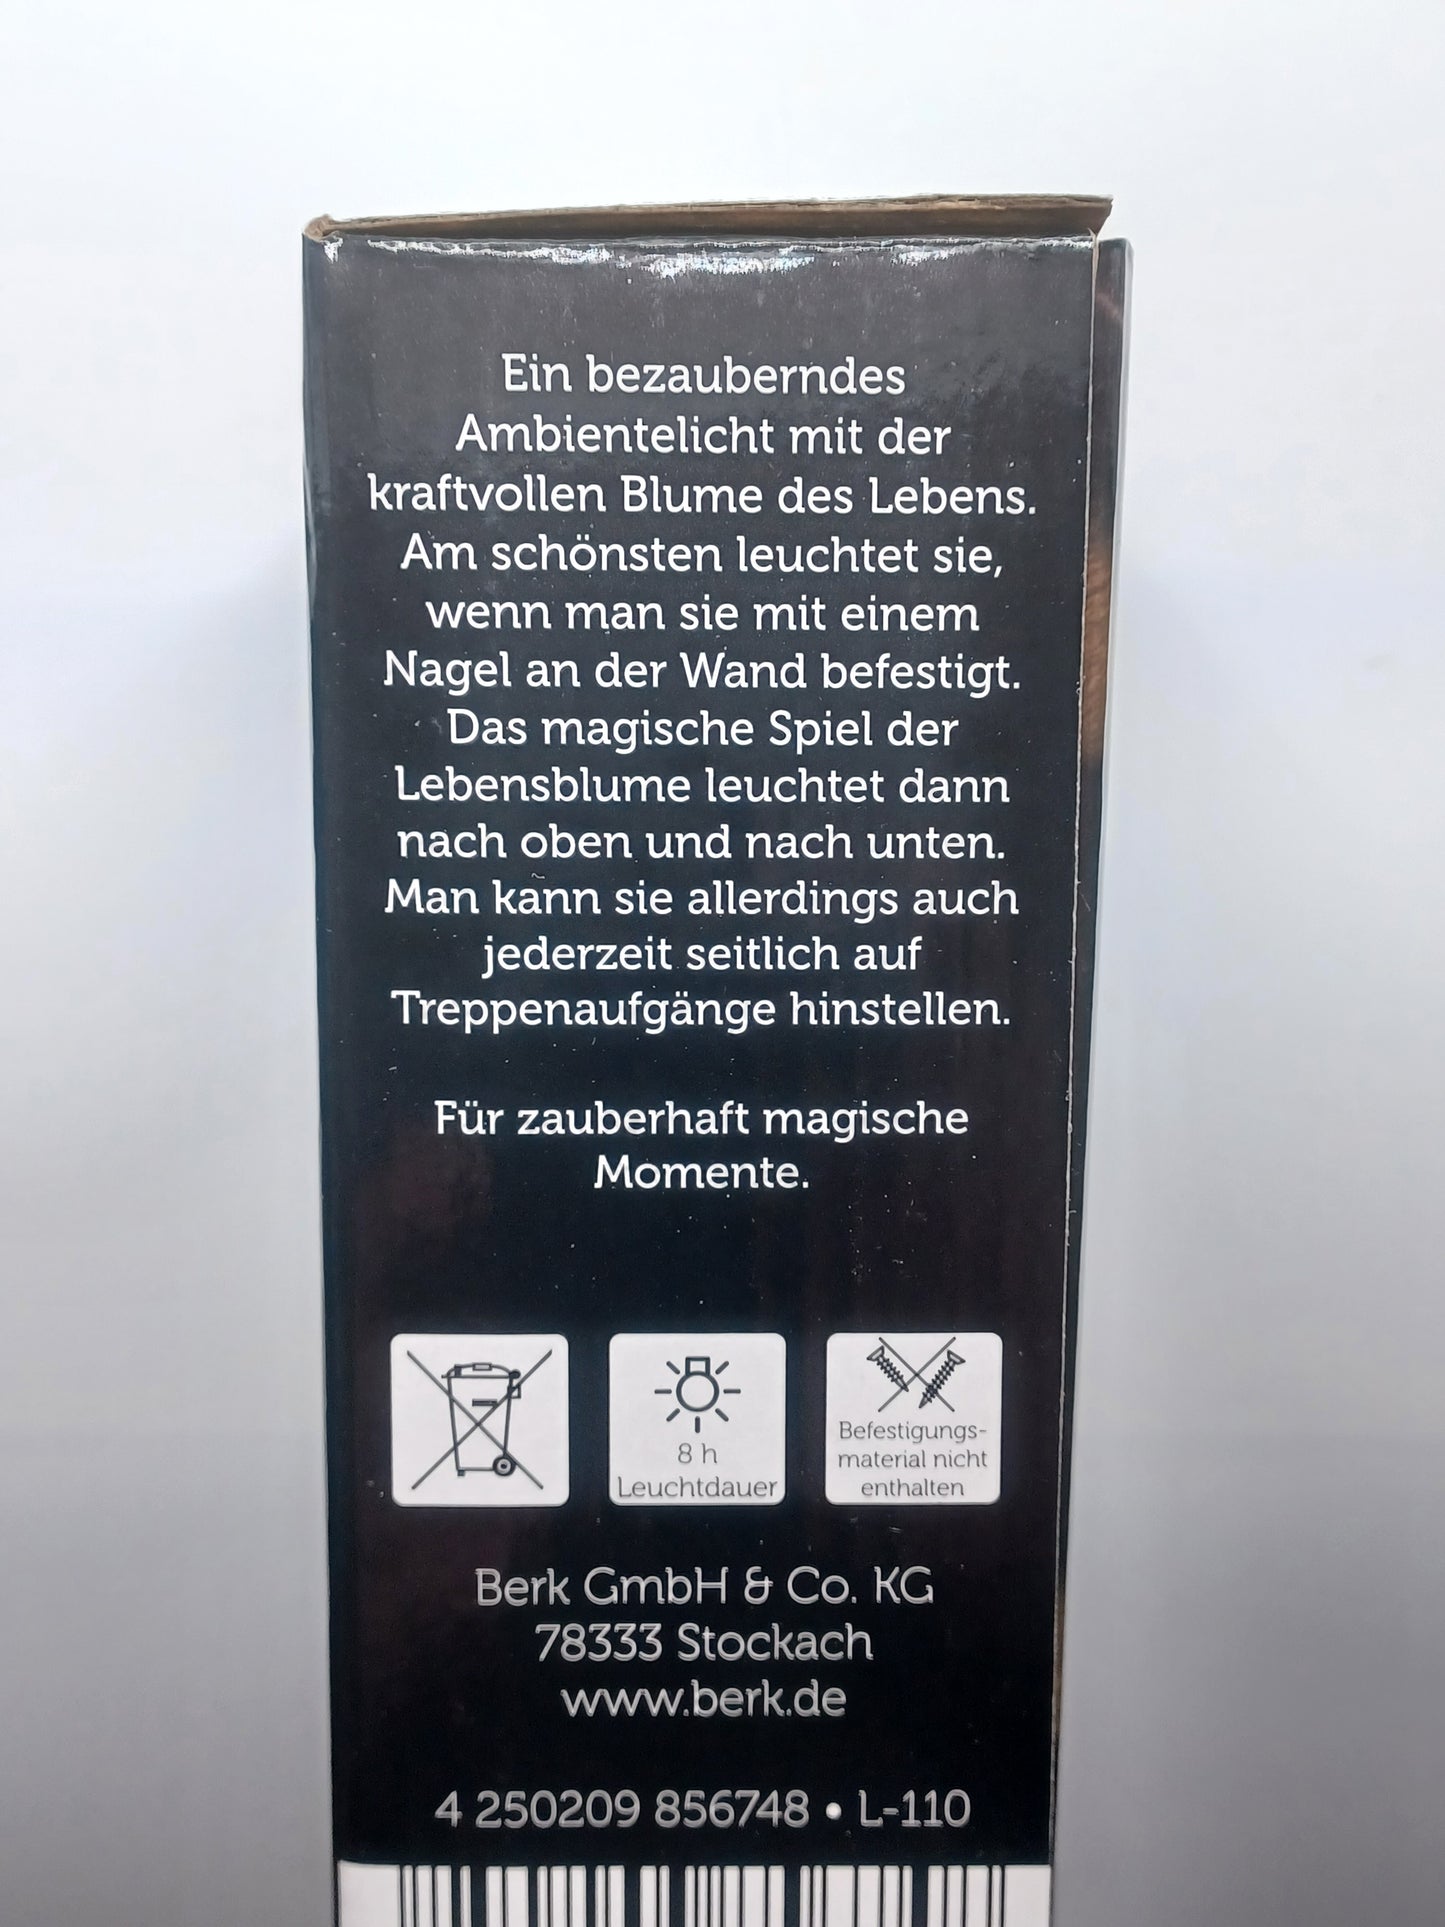 Ein bezauberndes
Ambientelicht mit der
kraftvollen Blume des Lebens.
Am schönsten leuchtet sie,
wenn man sie mit einem
Nagel an der Wand befestigt.
Das magische Spiel der
Lebensblume leuchtet dann
nach oben und nach unten.
Man kann sie allerdings auch
jederzeit seitlich auf
Treppenaufgänge hinstellen.
Für zauberhaft magische
Momente.
8 h
Leuchtdauer
Befestigungs-
material nicht
enthalten
Berk GmbH & Co. KG
78333 Stockach
www.berk.de
4 250209 856748 • L-110